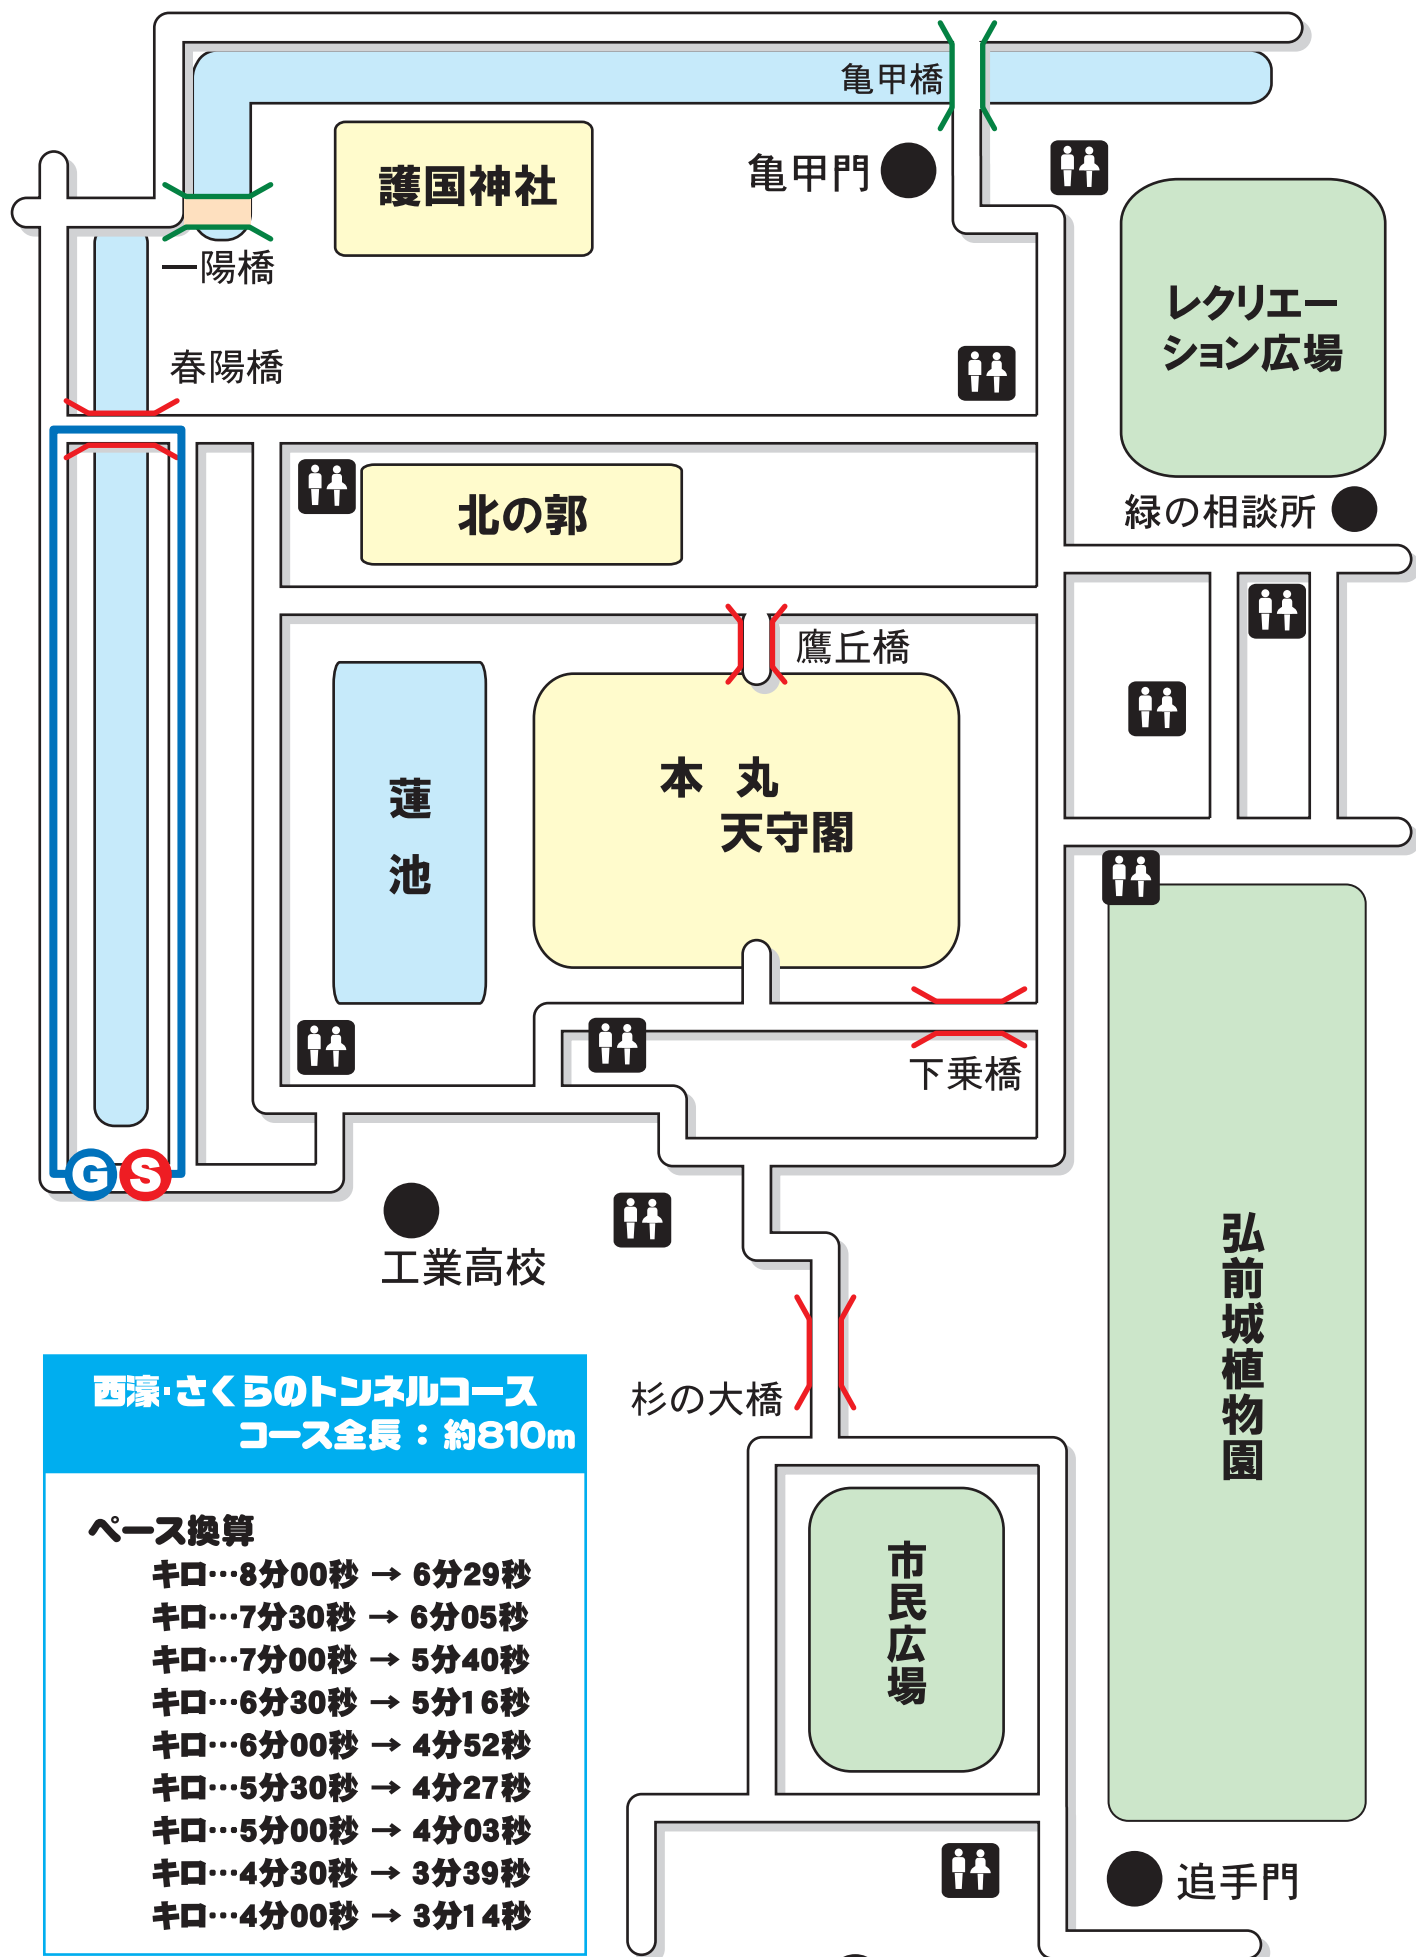 亀甲橋
護国神社
亀甲門
一陽橋
レクリエー
ション広場
春陽橋
北の郭
緑の相談所
鷹丘橋
本 丸
天守閣
蓮
池
下乗橋
G S
工業高校
弘前城植物園
杉の大橋
西濠・さくらのトンネルコース
コース全長 : 約810m
ペース換算
キロ…8分00秒 → 6分29秒
キロ…7分30秒 → 6分05秒
キロ…7分00秒 → 5分40秒
キロ…6分30秒 → 5分16秒
キロ…6分00秒 → 4分52秒
キロ…5分30秒 → 4分27秒
キロ…5分00秒 → 4分03秒
キロ…4分30秒 → 3分39秒
キロ…4分00秒 → 3分14秒
市民広場
追手門